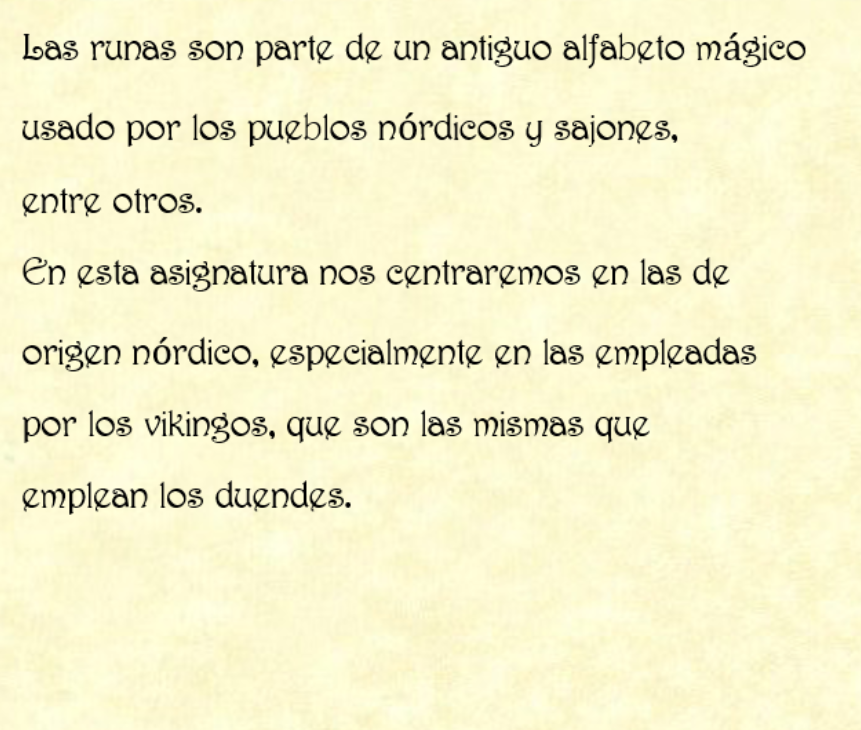 Las runas son parte de un antiguo alfabeto mágico
usado por los pueblos nórdicos y sajones,
entre otros.
En esta asignatura nos centraremos en las de
origen nórdico, especialmente en las empleadas
por los vikingos, que son las mismas que
emplean los duendes.